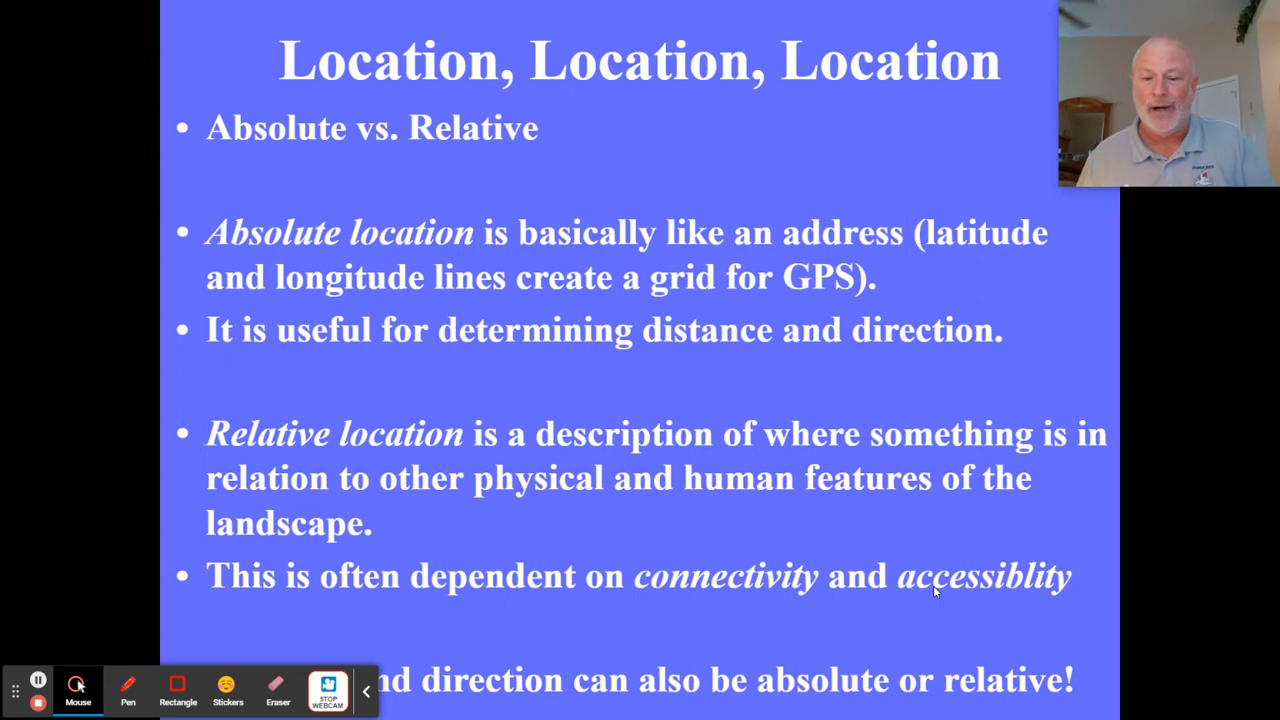 Location, Location, Location
• Absolute vs. Relative
• Absolute location is basically like an address (latitude
and longitude lines create a grid for GPS).
• It is useful for determining distance and direction.
• Relative location is a description of where something is in
relation to other physical and human features of the
landscape.
• This is often dependent on connectivity and accessiblity
direction can also be absolute or relative!
Mouse
Pen
Rectangle
Stickers
Eraser
STOP
WEBCAM